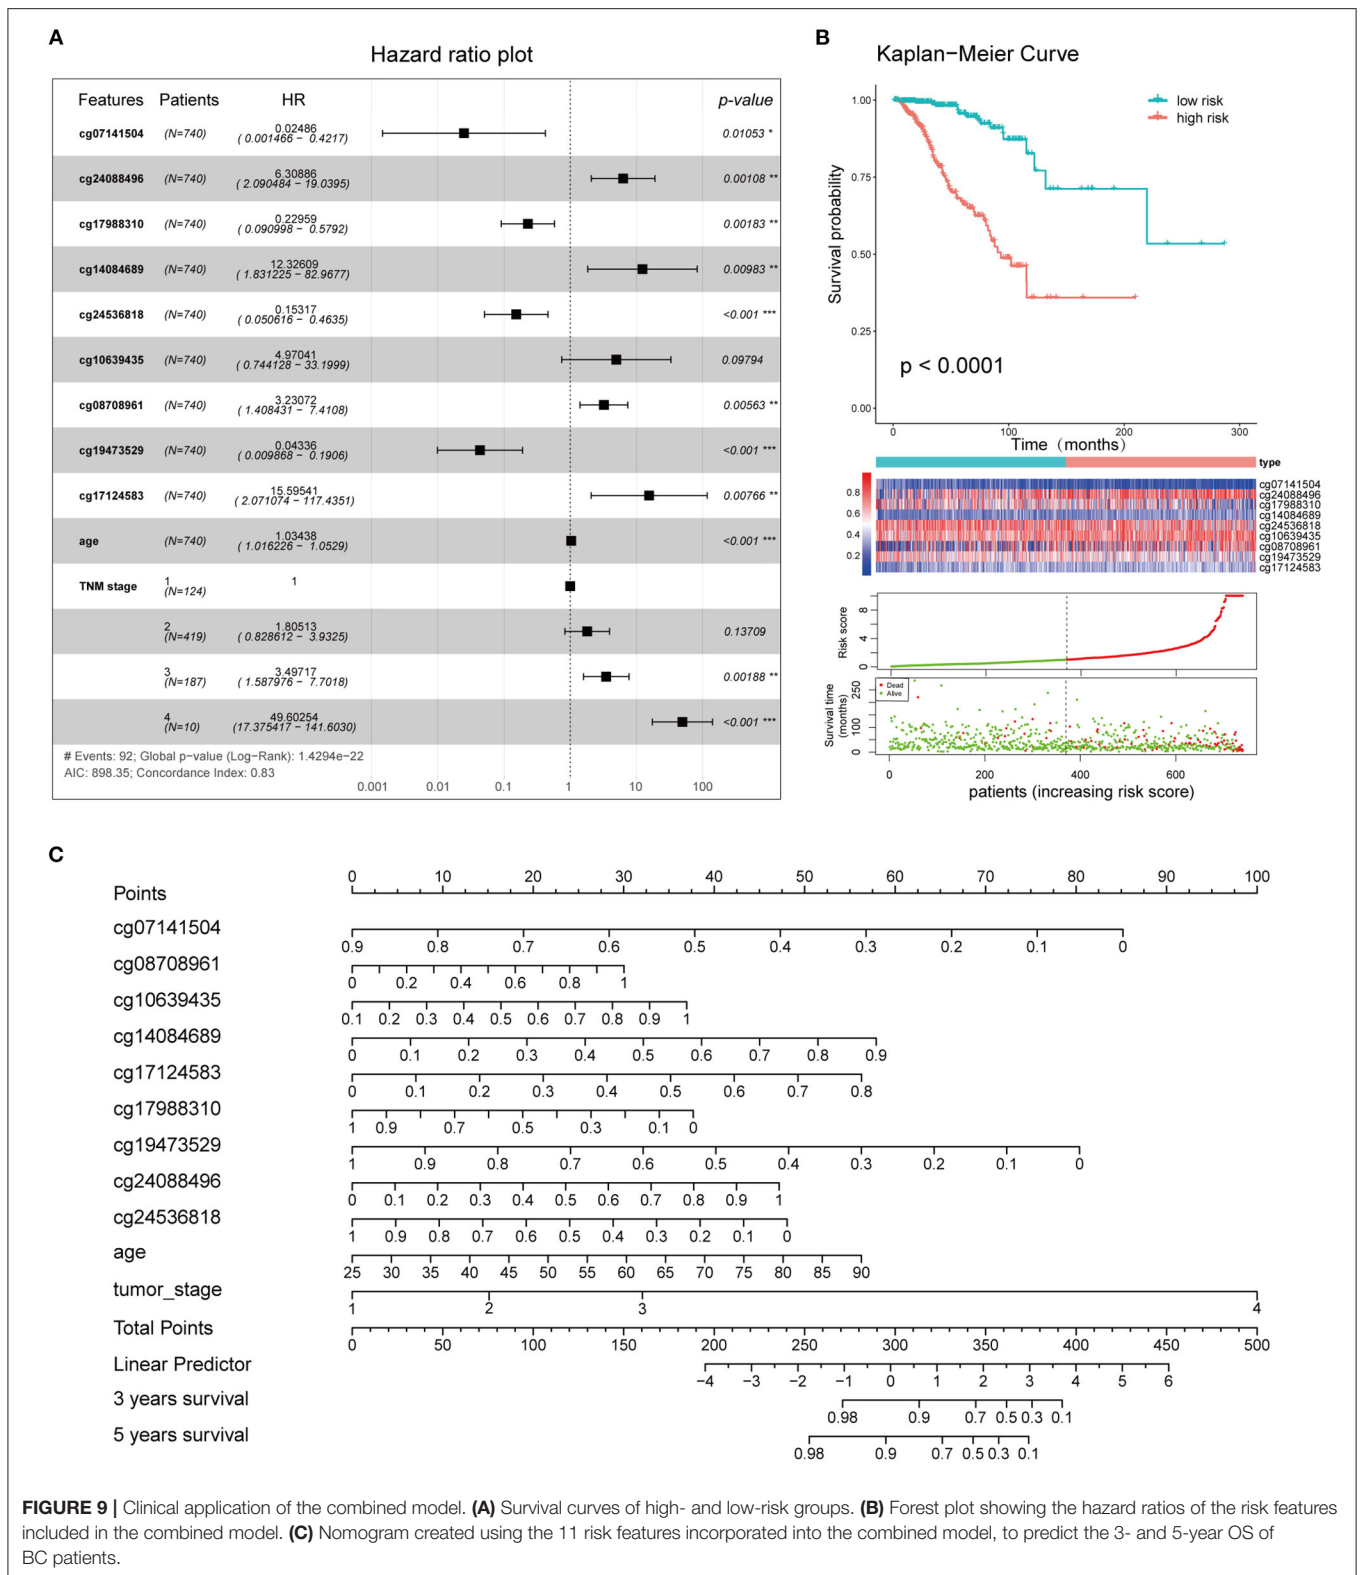 A
Hazard ratio plot
Features Patients HR p-value
cg07141504 (N=740) 0.02486 ( 0.001466 − 0.4217) 0.01053 *
cg24088496 (N=740) 6.30886 ( 2.090484 − 19.0395) 0.00108 **
cg17988310 (N=740) 0.22959 ( 0.090998 − 0.5792) 0.00183 **
cg14084689 (N=740) 12.32609 ( 1.831225 − 82.9677) 0.00983 **
cg24536818 (N=740) 0.15317 ( 0.050616 − 0.4635) <0.001 ***
cg10639435 (N=740) 4.97041 ( 0.744128 − 33.1999) 0.09794
cg08708961 (N=740) 3.23072 ( 1.408431 − 7.4108) 0.00563 **
cg19473529 (N=740) 0.04336 ( 0.009868 − 0.1906) <0.001 ***
cg17124583 (N=740) 15.59541 ( 2.071074 − 117.4351) 0.00766 **
age (N=740) 1.03438 ( 1.016226 − 1.0529) <0.001 ***
TNM stage 1 (N=124) 1
2 (N=419) 1.80513 ( 0.828612 − 3.9325) 0.13709
3 (N=187) 3.49717 ( 1.587976 − 7.7018) 0.00188 **
4 (N=10) 49.60254 (17.375417 − 141.6030) <0.001 ***
# Events: 92; Global p−value (Log−Rank): 1.4294e−22
AIC: 898.35; Concordance Index: 0.83
0.001 0.01 0.1 1 10 100
B
Kaplan−Meier Curve
low risk
high risk
Survival probability
1.00
0.75
0.50
0.25
0.00
p < 0.0001
0 100 200 300
Time (months)
type
0.8
0.6
0.4
0.2
cg07141504
cg24088496
cg17988310
cg14084689
cg24536818
cg10639435
cg08708961
cg19473529
cg17124583
Risk score
8
4
0
Survival time
(months)
250
100
50
0
Dead
Alive
0 200 400 600
patients (increasing risk score)
C
Points 0 10 20 30 40 50 60 70 80 90 100
cg07141504 0.9 0.8 0.7 0.6 0.5 0.4 0.3 0.2 0.1 0
cg08708961 0 0.2 0.4 0.6 0.8 1
cg10639435 0.1 0.2 0.3 0.4 0.5 0.6 0.7 0.8 0.9 1
cg14084689 0 0.1 0.2 0.3 0.4 0.5 0.6 0.7 0.8 0.9
cg17124583 0 0.1 0.2 0.3 0.4 0.5 0.6 0.7 0.8
cg17988310 1 0.9 0.7 0.5 0.3 0.1 0
cg19473529 1 0.9 0.8 0.7 0.6 0.5 0.4 0.3 0.2 0.1 0
cg24088496 0 0.1 0.2 0.3 0.4 0.5 0.6 0.7 0.8 0.9 1
cg24536818 1 0.9 0.8 0.7 0.6 0.5 0.4 0.3 0.2 0.1 0
age 25 30 35 40 45 50 55 60 65 70 75 80 85 90
tumor_stage 1 2 3 4
Total Points 0 50 100 150 200 250 300 350 400 450 500
Linear Predictor −4 −3 −2 −1 0 1 2 3 4 5 6
3 years survival 0.98 0.9 0.7 0.5 0.3 0.1
5 years survival 0.98 0.9 0.7 0.5 0.3 0.1
FIGURE 9 | Clinical application of the combined model. (A) Survival curves of high- and low-risk groups. (B) Forest plot showing the hazard ratios of the risk features
included in the combined model. (C) Nomogram created using the 11 risk features incorporated into the combined model, to predict the 3- and 5-year OS of
BC patients.